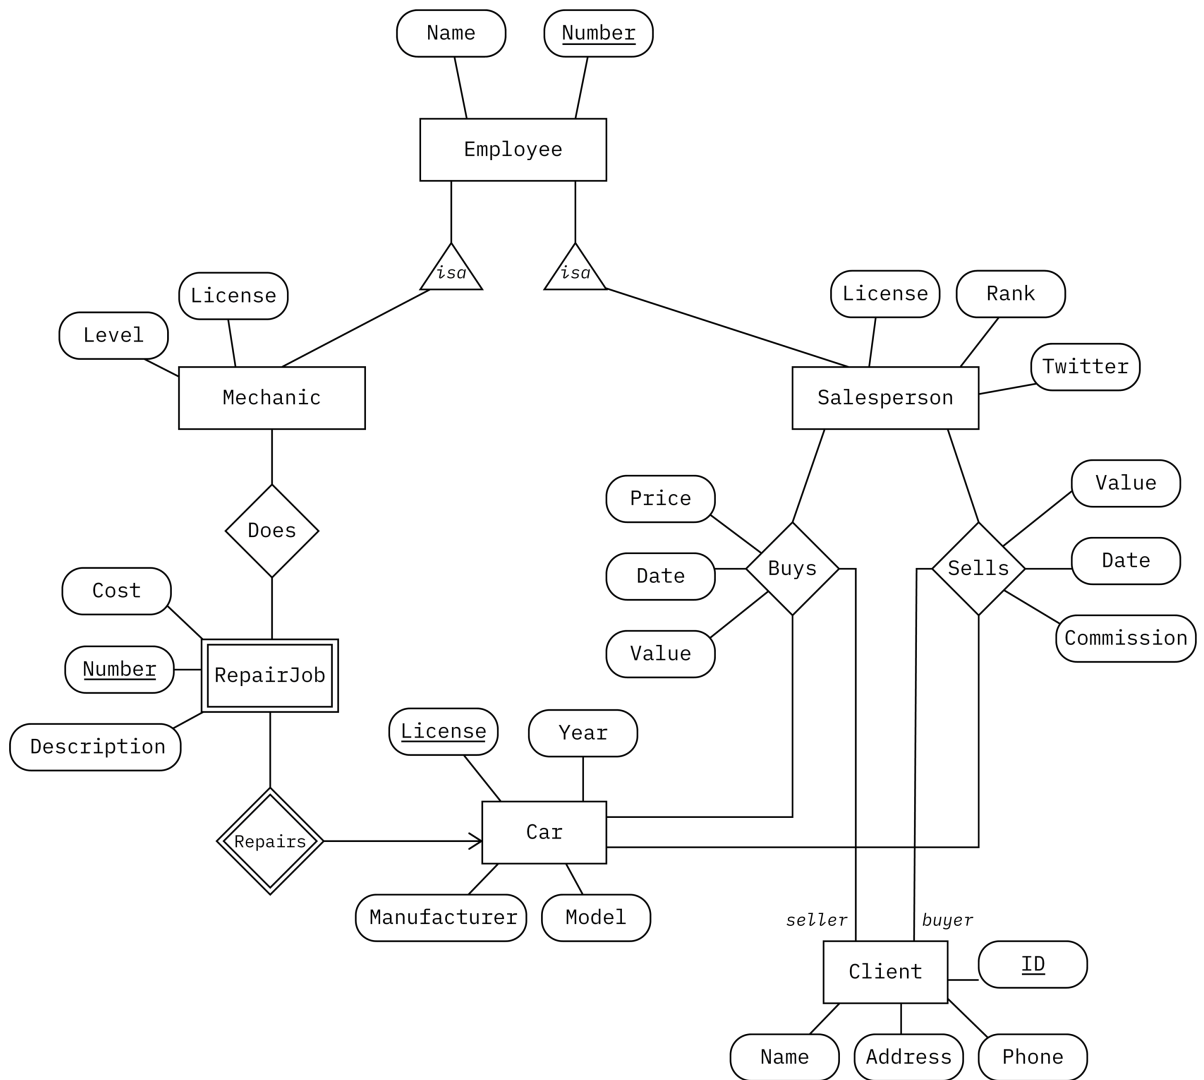 Name
Number
Employee
isa
isa
License
License
Rank
Level
Twitter
Mechanic
Salesperson
Value
Price
Does
Date
Buys
Sells
Date
Cost
Commission
Value
Number
RepairJob
License
Year
Description
Car
Repairs
Manufacturer
Model
seller
buyer
Client
ID
Name
Address
Phone